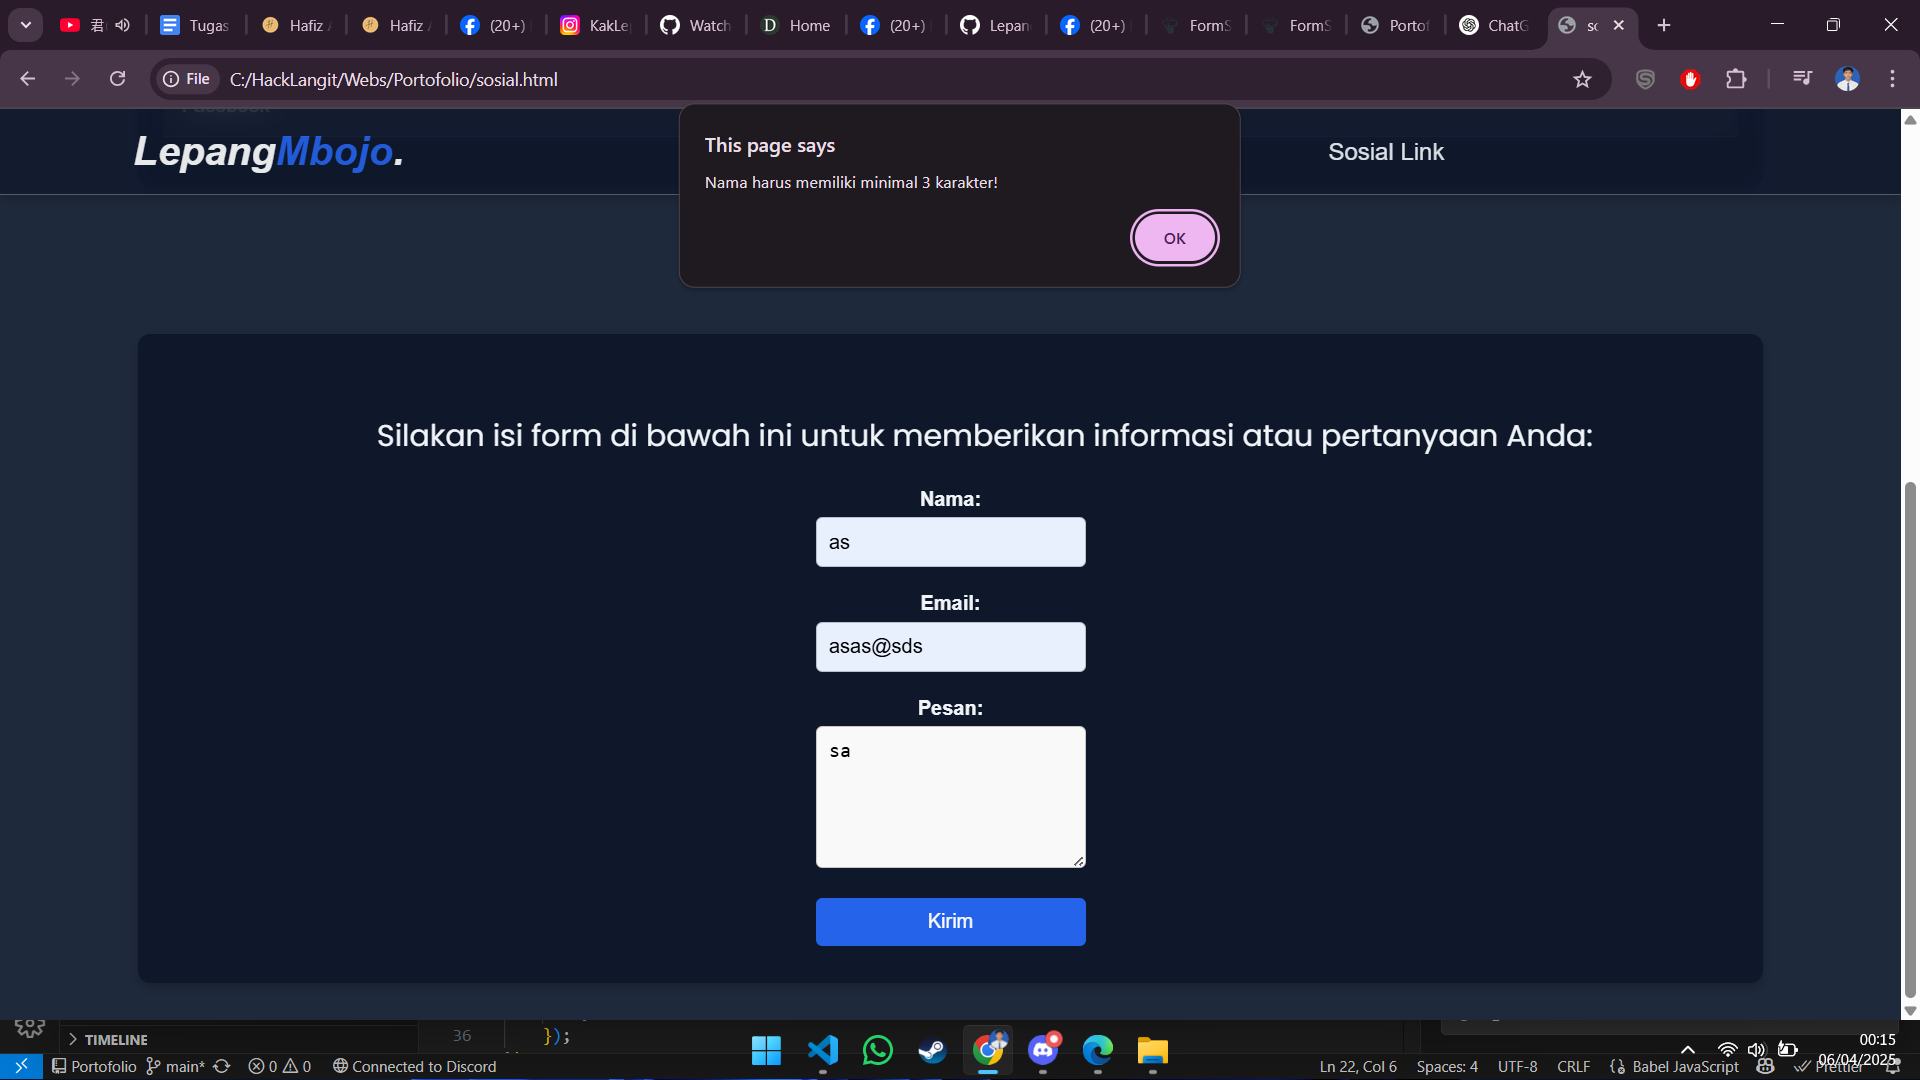 君
Tugas
Hafiz
Hafiz
(20+)
KakLe
Watch
D Home
(20+)
Lepan
(20+)
FormS
FormS
Portof
ChatG
so
File
C:/HackLangit/Webs/Portofolio/sosial.html
LepangMbojo.
Sosial Link
This page says
Nama harus memiliki minimal 3 karakter!
OK
Silakan isi form di bawah ini untuk memberikan informasi atau pertanyaan Anda:
Nama:
as
Email:
asas@sds
Pesan:
sa
Kirim
TIMELINE
36 });
Portofolio main* 0 0 Connected to Discord
Ln 22, Col 6 Spaces: 4 UTF-8 CRLF {} Babel JavaScript Prettier
00:15
06/04/2025